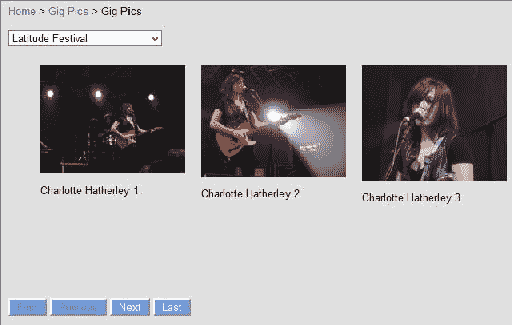 Home > Gig Pics > Gig Pics
Latitude Festival
Charlotte Hatherley 1
Charlotte Hatherley 2
Charlotte Hatherley 3
Next Last